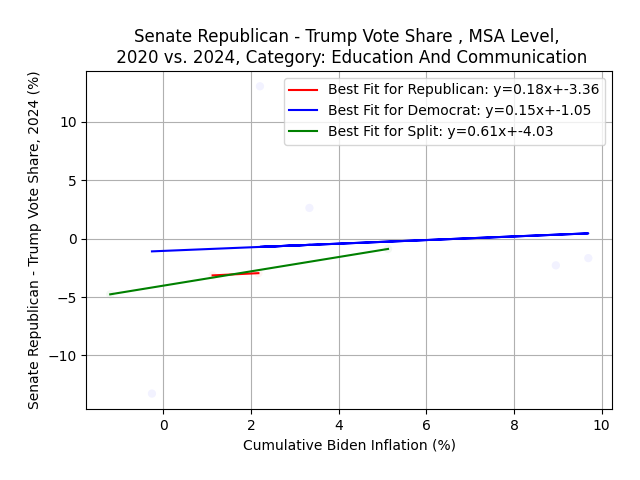 Senate Republican - Trump Vote Share , MSA Level,
2020 vs. 2024, Category: Education And Communication
Best Fit for Republican: y=0.18x+-3.36
Best Fit for Democrat: y=0.15x+-1.05
Best Fit for Split: y=0.61x+-4.03
Senate Republican - Trump Vote Share, 2024 (%)
10
5
0
−5
−10
0 2 4 6 8 10
Cumulative Biden Inflation (%)